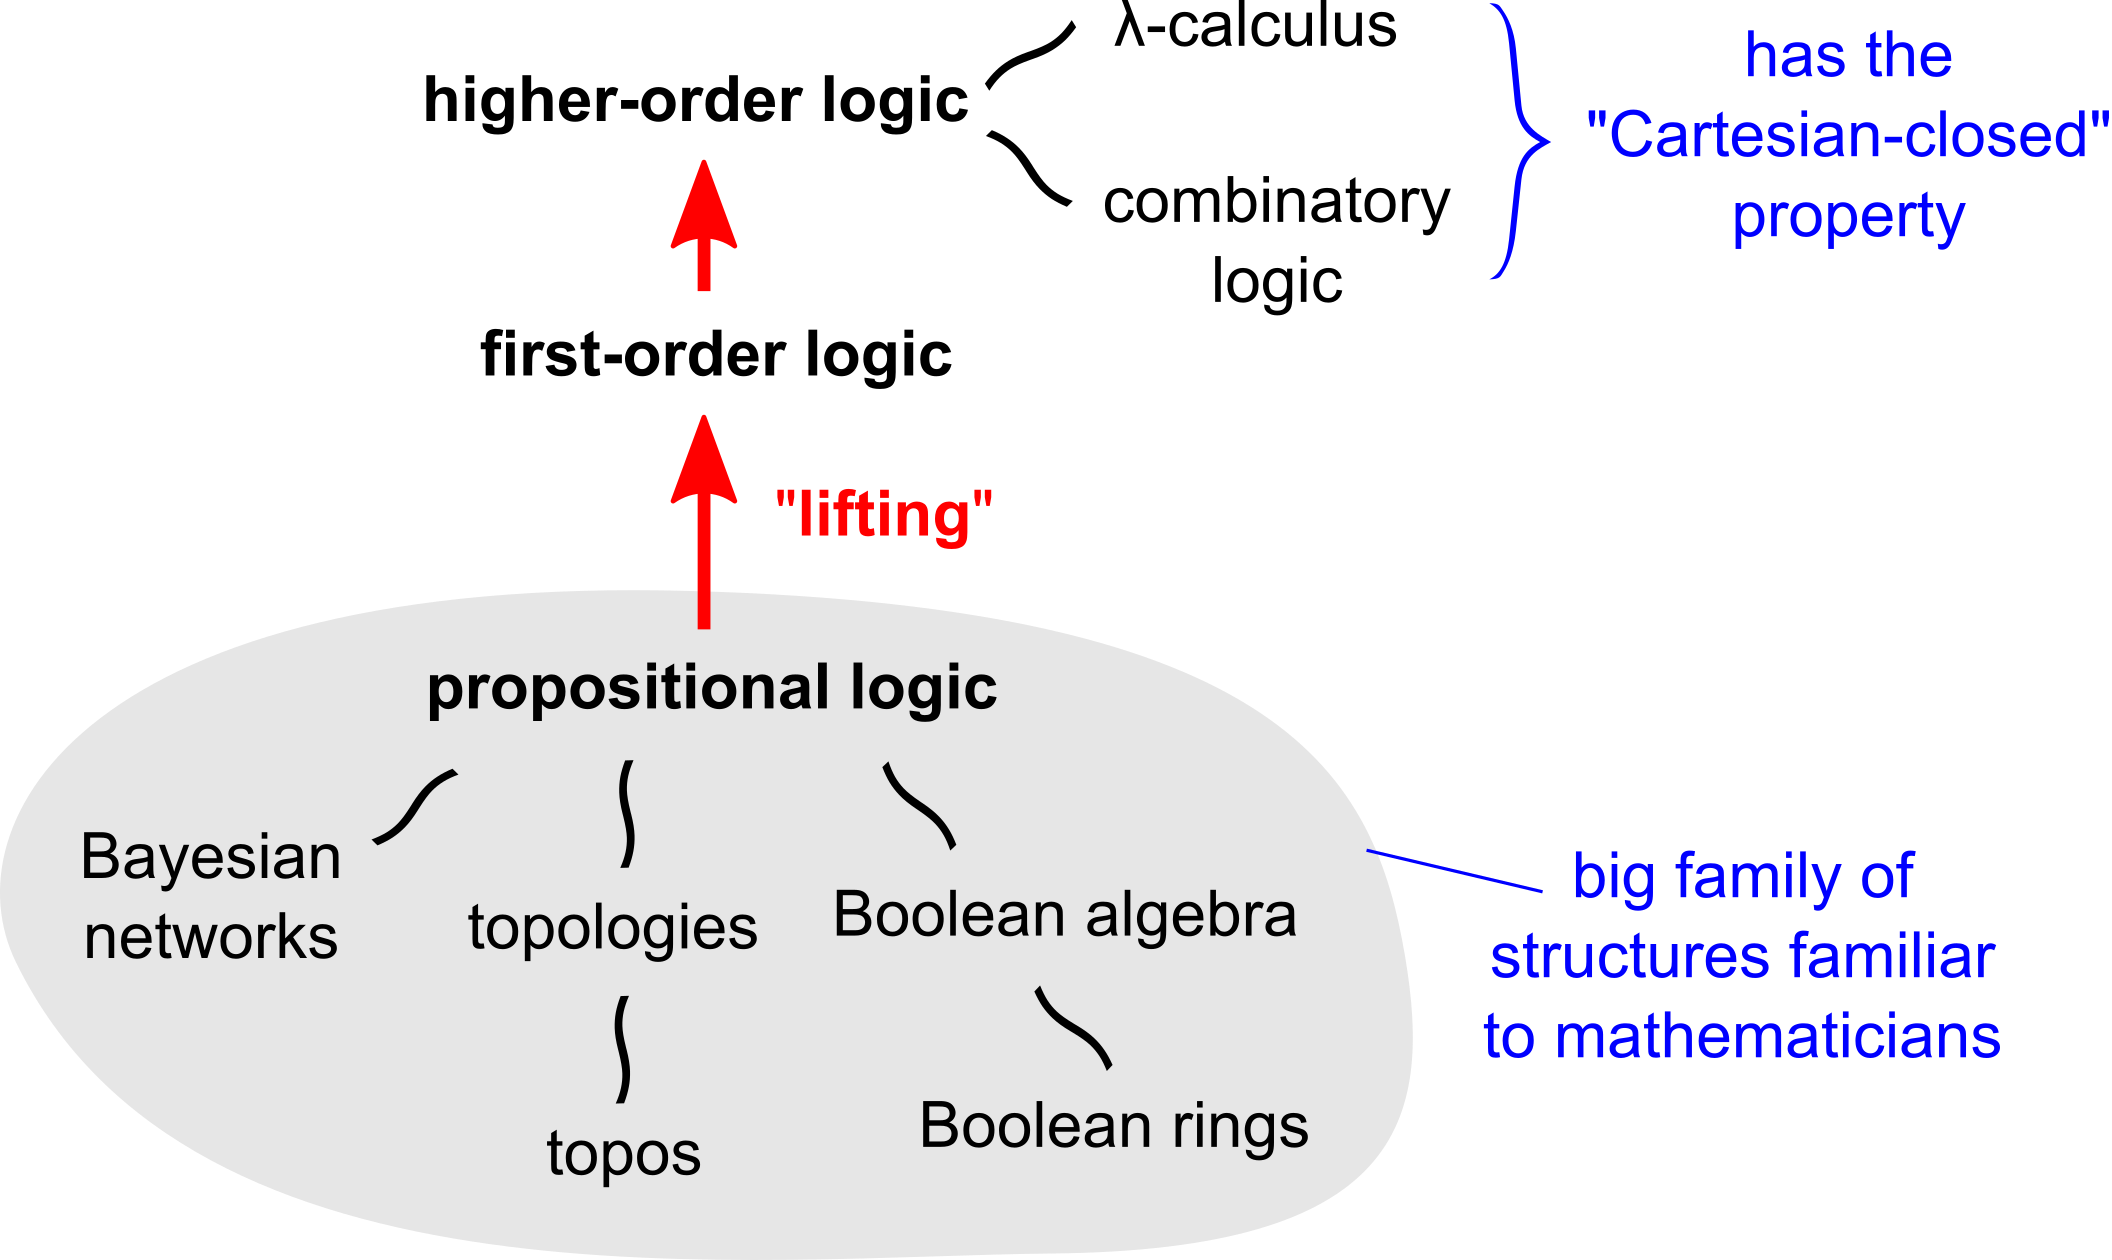 λ-calculus
higher-order logic
combinatory
logic
has the
"Cartesian-closed"
property
first-order logic
"lifting"
propositional logic
Bayesian
networks
topologies
Boolean algebra
topos
Boolean rings
big family of
structures familiar
to mathematicians